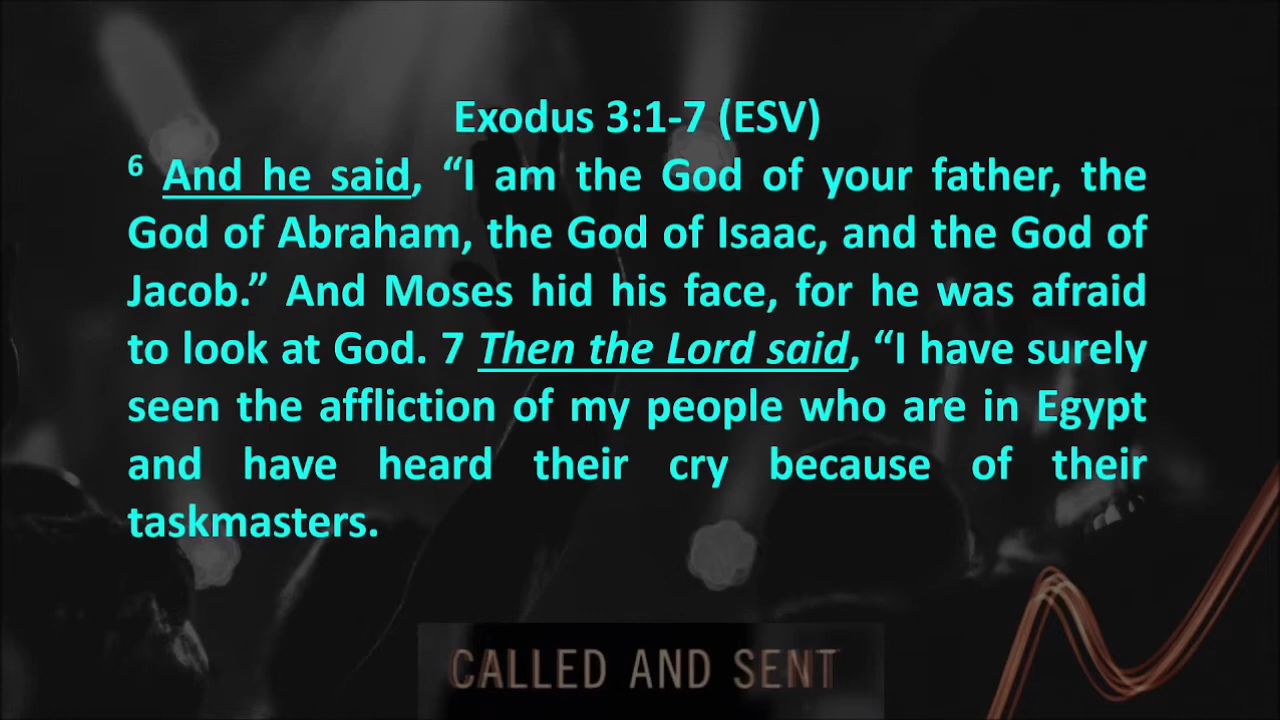 Exodus 3:1-7 (ESV)
6 And he said, “I am the God of your father, the
God of Abraham, the God of Isaac, and the God of
Jacob.” And Moses hid his face, for he was afraid
to look at God. 7 Then the Lord said, “I have surely
seen the affliction of my people who are in Egypt
and have heard their cry because of their
taskmasters.
CALLED AND SENT